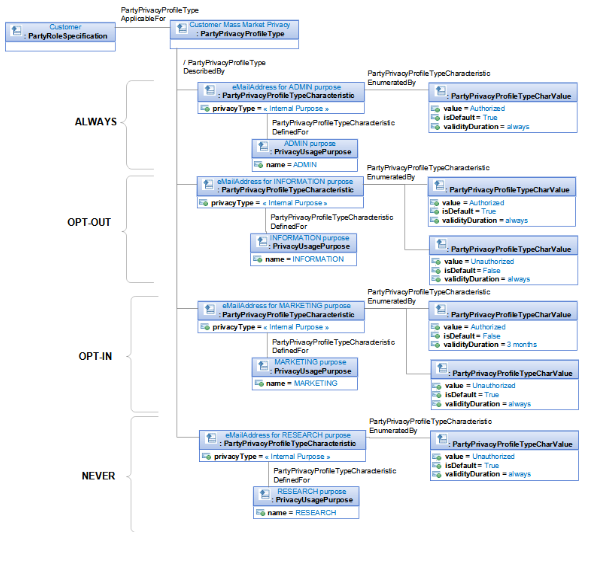 PartyPrivacyProfileType
ApplicableFor
Customer
: PartyRoleSpecification
Customer Mass Market Privacy
: PartyPrivacyProfileType
/ PartyPrivacyProfileType
DescribedBy
ALWAYS
eMailAddress for ADMIN purpose
: PartyPrivacyProfileTypeCharacteristic
privacyType = « Internal Purpose »
PartyPrivacyProfileTypeCharacteristic
EnumeratedBy
: PartyPrivacyProfileTypeCharValue
value = Authorized
isDefault = True
validityDuration = always
PartyPrivacyProfileTypeCharacteristic
DefinedFor
ADMIN purpose
: PrivacyUsagePurpose
name = ADMIN
OPT-OUT
eMailAddress for INFORMATION purpose
: PartyPrivacyProfileTypeCharacteristic
privacyType = « Internal Purpose »
PartyPrivacyProfileTypeCharacteristic
EnumeratedBy
: PartyPrivacyProfileTypeCharValue
value = Authorized
isDefault = True
validityDuration = always
PartyPrivacyProfileTypeCharacteristic
DefinedFor
INFORMATION purpose
: PrivacyUsagePurpose
name = INFORMATION
: PartyPrivacyProfileTypeCharValue
value = Unauthorized
isDefault = False
validityDuration = always
OPT-IN
eMailAddress for MARKETING purpose
: PartyPrivacyProfileTypeCharacteristic
privacyType = « Internal Purpose »
PartyPrivacyProfileTypeCharacteristic
EnumeratedBy
: PartyPrivacyProfileTypeCharValue
value = Authorized
isDefault = False
validityDuration = 3 months
PartyPrivacyProfileTypeCharacteristic
DefinedFor
MARKETING purpose
: PrivacyUsagePurpose
name = MARKETING
: PartyPrivacyProfileTypeCharValue
value = Unauthorized
isDefault = True
validityDuration = always
NEVER
eMailAddress for RESEARCH purpose
: PartyPrivacyProfileTypeCharacteristic
privacyType = « Internal Purpose »
PartyPrivacyProfileTypeCharacteristic
EnumeratedBy
: PartyPrivacyProfileTypeCharValue
value = Unauthorized
isDefault = True
validityDuration = always
PartyPrivacyProfileTypeCharacteristic
DefinedFor
RESEARCH purpose
: PrivacyUsagePurpose
name = RESEARCH